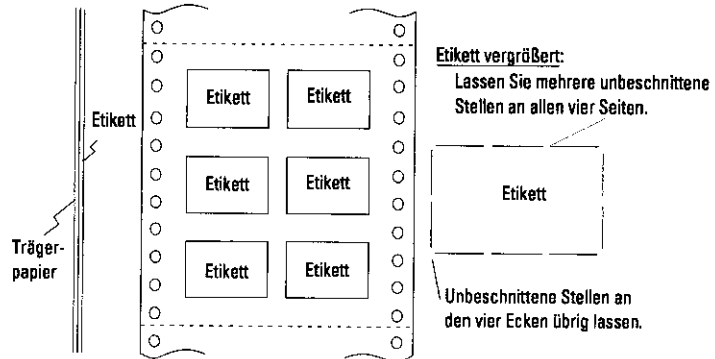 Etikett
Träger-
papier
Etikett Etikett
Etikett Etikett
Etikett Etikett
Etikett vergrößert:
Lassen Sie mehrere unbeschnittene
Stellen an allen vier Seiten.
Etikett
Unbeschnittene Stellen an
den vier Ecken übrig lassen.